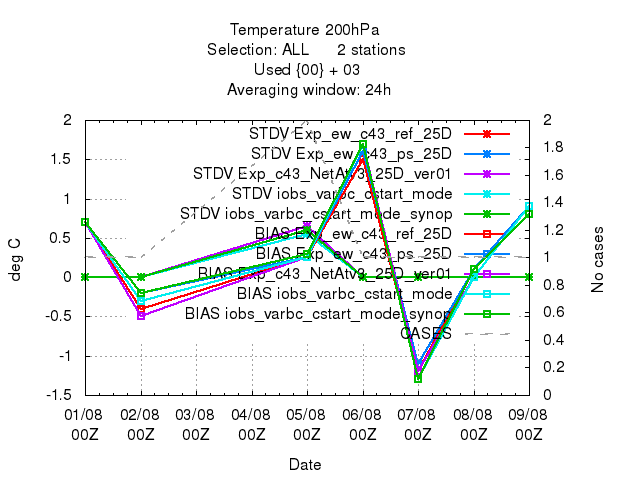 Temperature 200hPa
Selection: ALL 2 stations
Used {00} + 03
Averaging window: 24h
STDV Exp_ew_c43_ref_25D
STDV Exp_ew_c43_ps_25D
STDV Exp_c43_NetAtv3_25D_ver01
STDV iobs_varbc_cstart_mode
STDV iobs_varbc_cstart_mode_synop
BIAS Exp_ew_c43_ref_25D
BIAS Exp_ew_c43_ps_25D
BIAS Exp_c43_NetAtv3_25D_ver01
BIAS iobs_varbc_cstart_mode
BIAS iobs_varbc_cstart_mode_synop
CASES
deg C
2
1.5
1
0.5
0
-0.5
-1
-1.5
No cases
2
1.8
1.6
1.4
1.2
1
0.8
0.6
0.4
0.2
0
01/08 02/08 03/08 04/08 05/08 06/08 07/08 08/08 09/08
00Z 00Z 00Z 00Z 00Z 00Z 00Z 00Z 00Z
Date